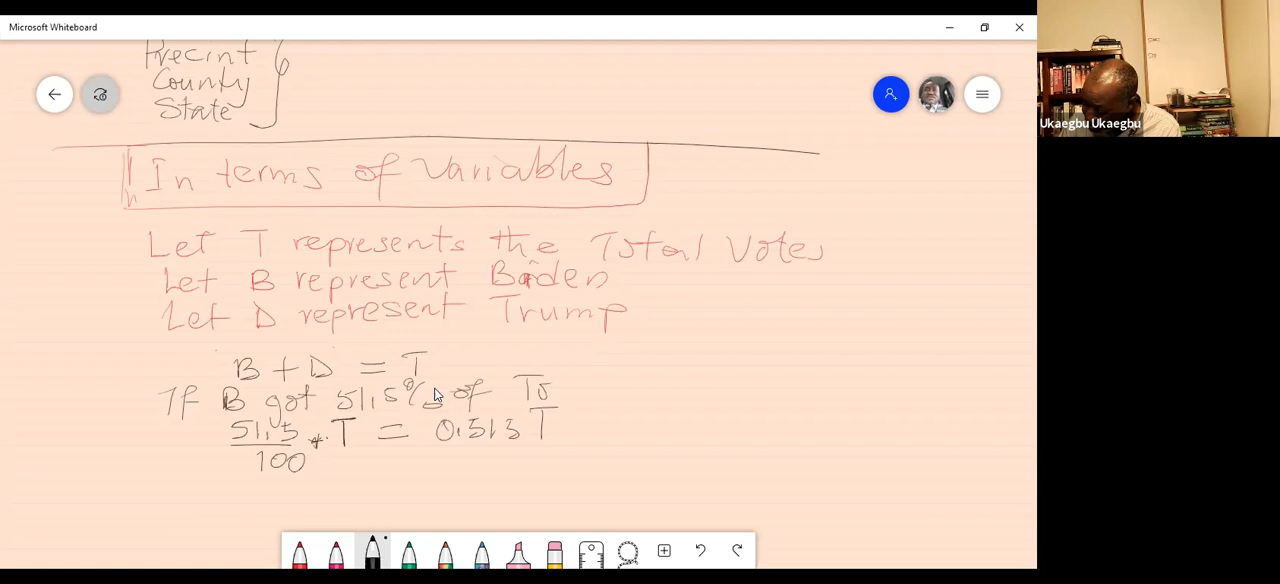 Microsoft Whiteboard
Precint
County
State
In terms of Variables
Let T represents the Total Votes
Let B represent Baiden
Let D represent Trump
B + D = T
If B got 51.5% of To
51.5 * T = 0.515 T
100
Ukaegbu Ukaegbu